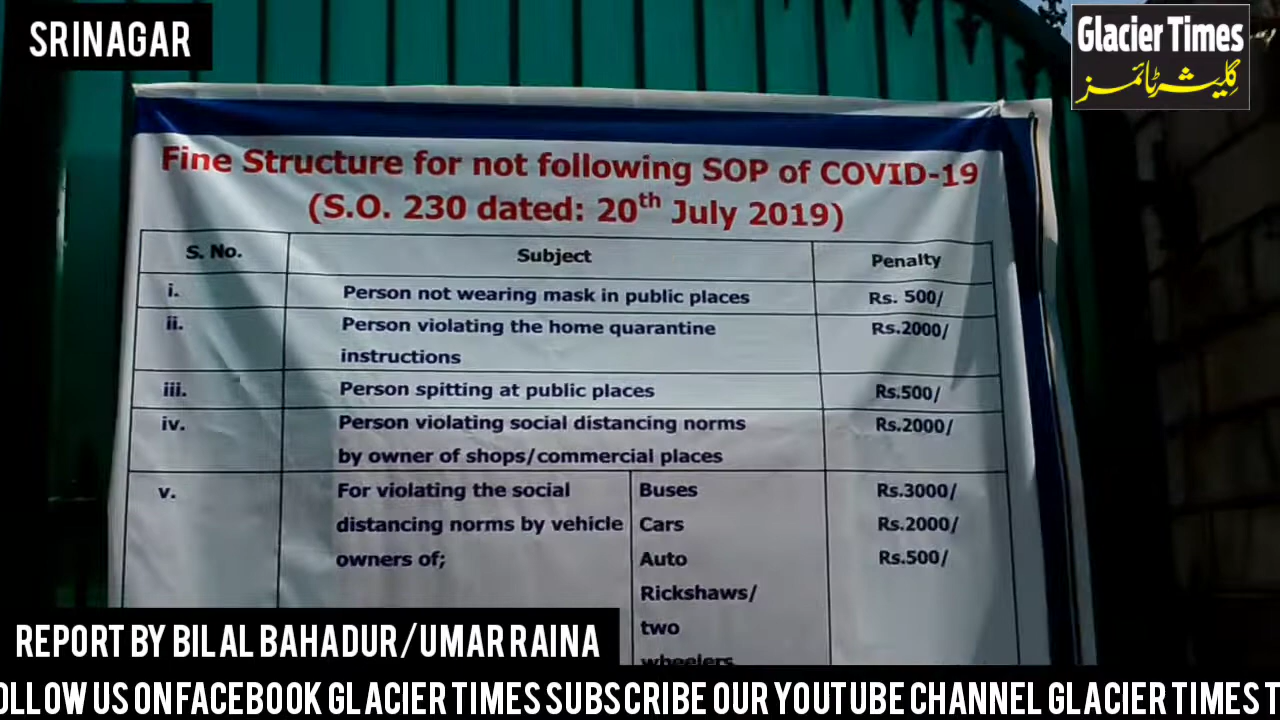 SRINAGAR
Glacier Times
گلیشر ٹائمز
Fine Structure for not following SOP of COVID-19
(S.O. 230 dated: 20th July 2019)
S. No. Subject Penalty
i. Person not wearing mask in public places Rs. 500/
ii. Person violating the home quarantine Rs.2000/
instructions
iii. Person spitting at public places Rs.500/
iv. Person violating social distancing norms Rs.2000/
by owner of shops/commercial places
v. For violating the social Buses Rs.3000/
distancing norms by vehicle Cars Rs.2000/
owners of; Auto Rs.500/
Rickshaws/
two
wheelers
REPORT BY BILAL BAHADUR/UMAR RAINA
OLLOW US ON FACEBOOK GLACIER TIMES SUBSCRIBE OUR YOUTUBE CHANNEL GLACIER TIMES T